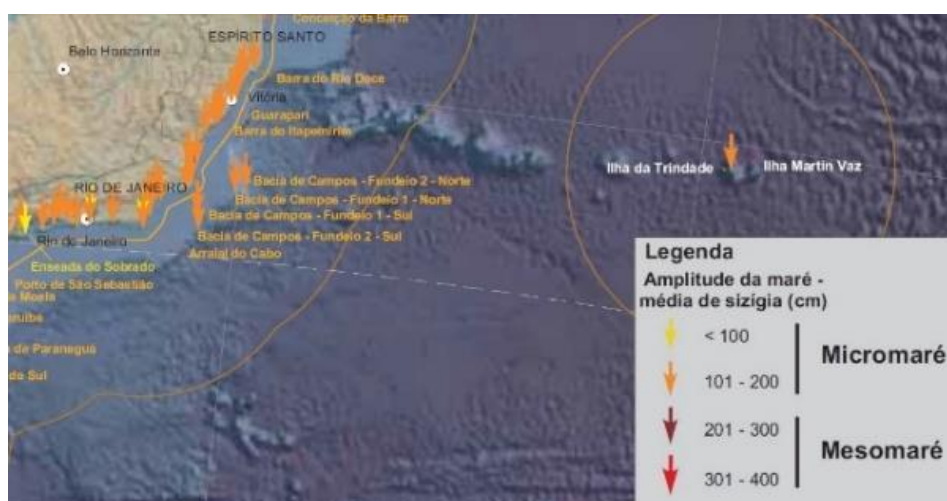 Conceição da Barra
ESPÍRITO SANTO
Belo Horizonte
Barra do Rio Doce
Vitória
Guarapari
Barra do Itapemirim
Ilha da Trindade
Ilha Martin Vaz
Bacia de Campos - Fundeio 2 - Norte
RIO DE JANEIRO
Bacia de Campos - Fundeio 1 - Norte
Bacia de Campos - Fundeio 1 - Sul
Bacia de Campos - Fundeio 2 - Sul
Rio de Janeiro
Arraial do Cabo
Enseada do Sobrado
Porto de São Sebastião
Moela
de Paranaguá
do Sul
Legenda
Amplitude da maré -
média de sizígia (cm)
< 100
101 - 200
Micromaré
201 - 300
301 - 400
Mesomaré